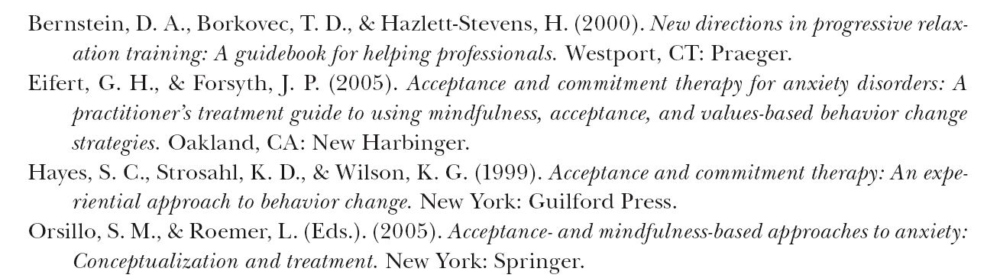 Bernstein, D. A., Borkovec, T. D., & Hazlett-Stevens, H. (2000). New directions in progressive relax-
ation training: A guidebook for helping professionals. Westport, CT: Praeger.
Eifert, G. H., & Forsyth, J. P. (2005). Acceptance and commitment therapy for anxiety disorders: A
practitioner’s treatment guide to using mindfulness, acceptance, and values-based behavior change
strategies. Oakland, CA: New Harbinger.
Hayes, S. C., Strosahl, K. D., & Wilson, K. G. (1999). Acceptance and commitment therapy: An expe-
riential approach to behavior change. New York: Guilford Press.
Orsillo, S. M., & Roemer, L. (Eds.). (2005). Acceptance- and mindfulness-based approaches to anxiety:
Conceptualization and treatment. New York: Springer.